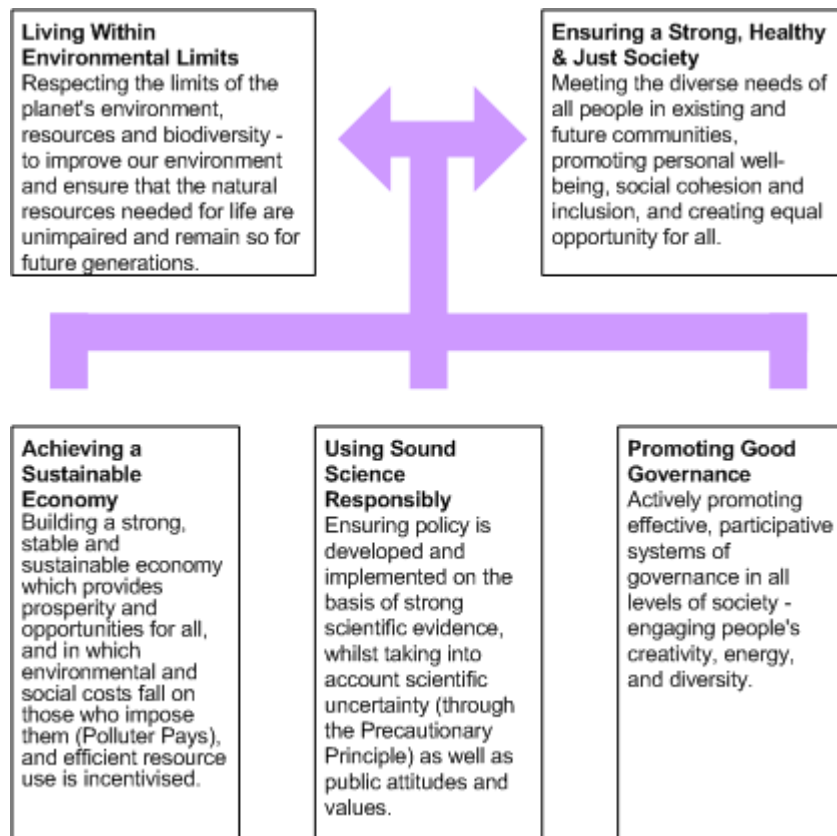 Living Within
Environmental Limits
Respecting the limits of the
planet's environment,
resources and biodiversity -
to improve our environment
and ensure that the natural
resources needed for life are
unimpaired and remain so for
future generations.
Ensuring a Strong, Healthy
& Just Society
Meeting the diverse needs of
all people in existing and
future communities,
promoting personal well-
being, social cohesion and
inclusion, and creating equal
opportunity for all.
Achieving a
Sustainable
Economy
Building a strong,
stable and
sustainable economy
which provides
prosperity and
opportunities for all,
and in which
environmental and
social costs fall on
those who impose
them (Polluter Pays),
and efficient resource
use is incentivised.
Using Sound
Science
Responsibly
Ensuring policy is
developed and
implemented on the
basis of strong
scientific evidence,
whilst taking into
account scientific
uncertainty (through
the Precautionary
Principle) as well as
public attitudes and
values.
Promoting Good
Governance
Actively promoting
effective, participative
systems of
governance in all
levels of society -
engaging people's
creativity, energy,
and diversity.